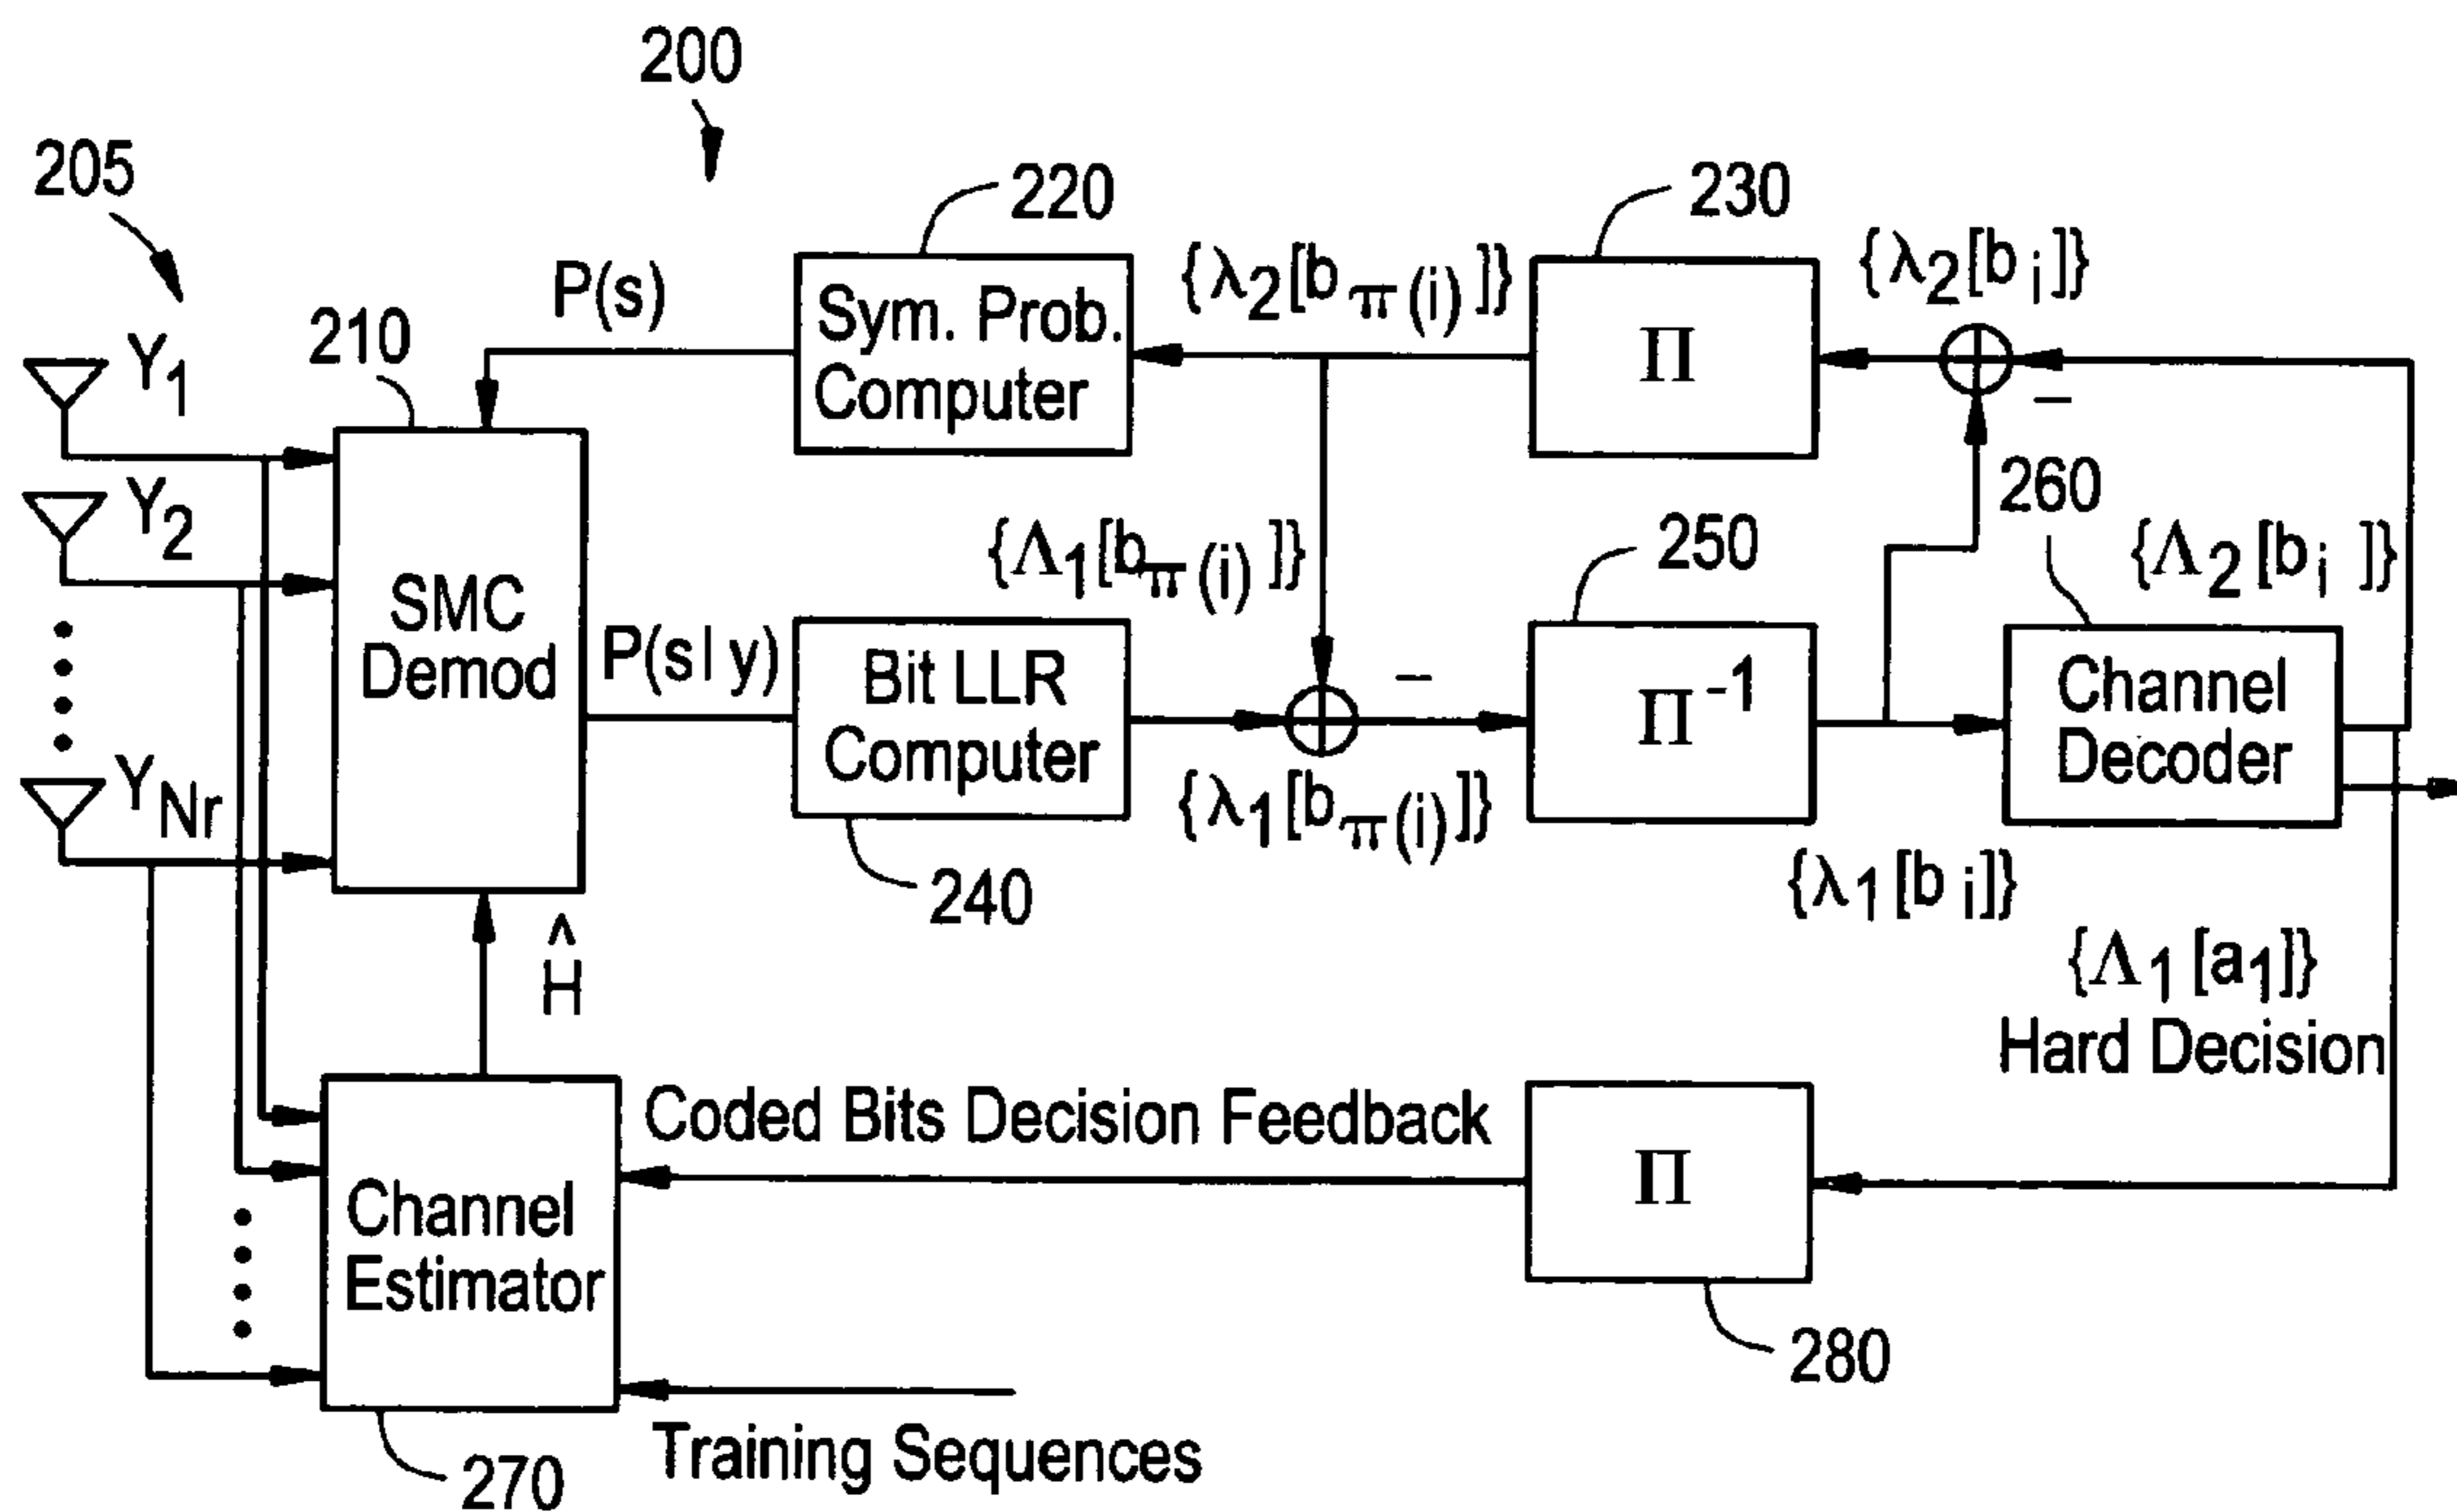 200
205
220
230
P(s)
{λ2[bπ(i)]}
{λ2[bi]}
210
Sym. Prob.
Computer
Π
Y1
–
Y2
{Λ1[bπ(i)]}
250
260
{Λ2[bi]}
SMC
Demod
P(s|y)
Bit LLR
Computer
–
Π-1
Channel
Decoder
YNr
{λ1[bπ(i)]}
240
{λ1[bi]}
Ĥ
{Λ1[a1]}
Hard Decision
Coded Bits Decision Feedback
Π
Channel
Estimator
280
Training Sequences
270